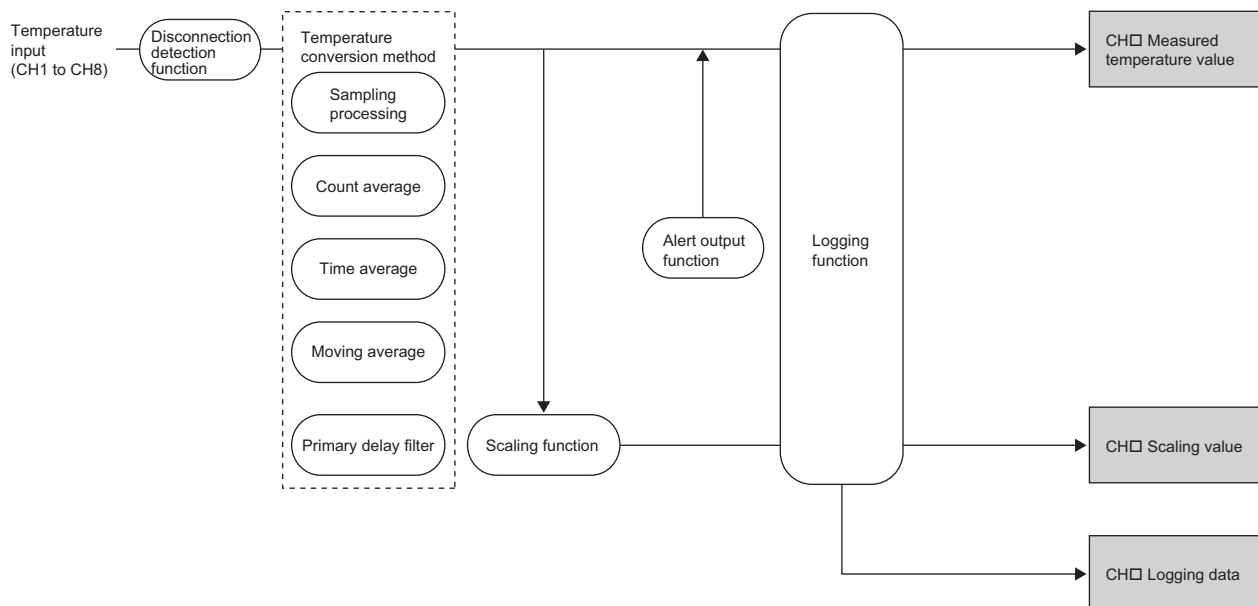 Temperature
input
(CH1 to CH8)
Disconnection
detection
function
Temperature
conversion method
Sampling
processing
Count average
Time average
Moving average
Primary delay filter
Scaling function
Alert output
function
Logging
function
CH□ Measured
temperature value
CH□ Scaling value
CH□ Logging data